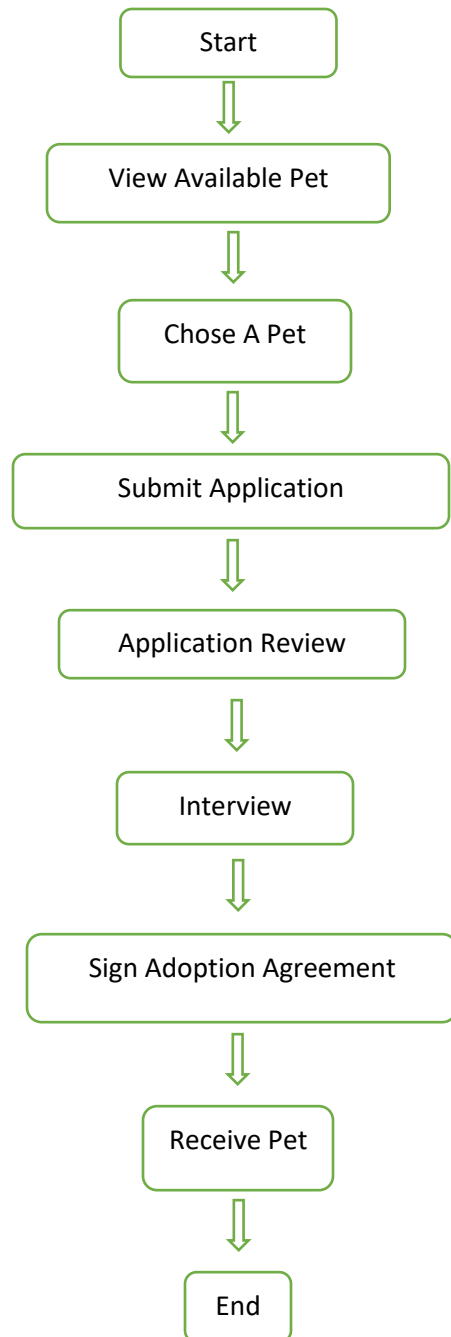 Start
View Available Pet
Chose A Pet
Submit Application
Application Review
Interview
Sign Adoption Agreement
Receive Pet
End